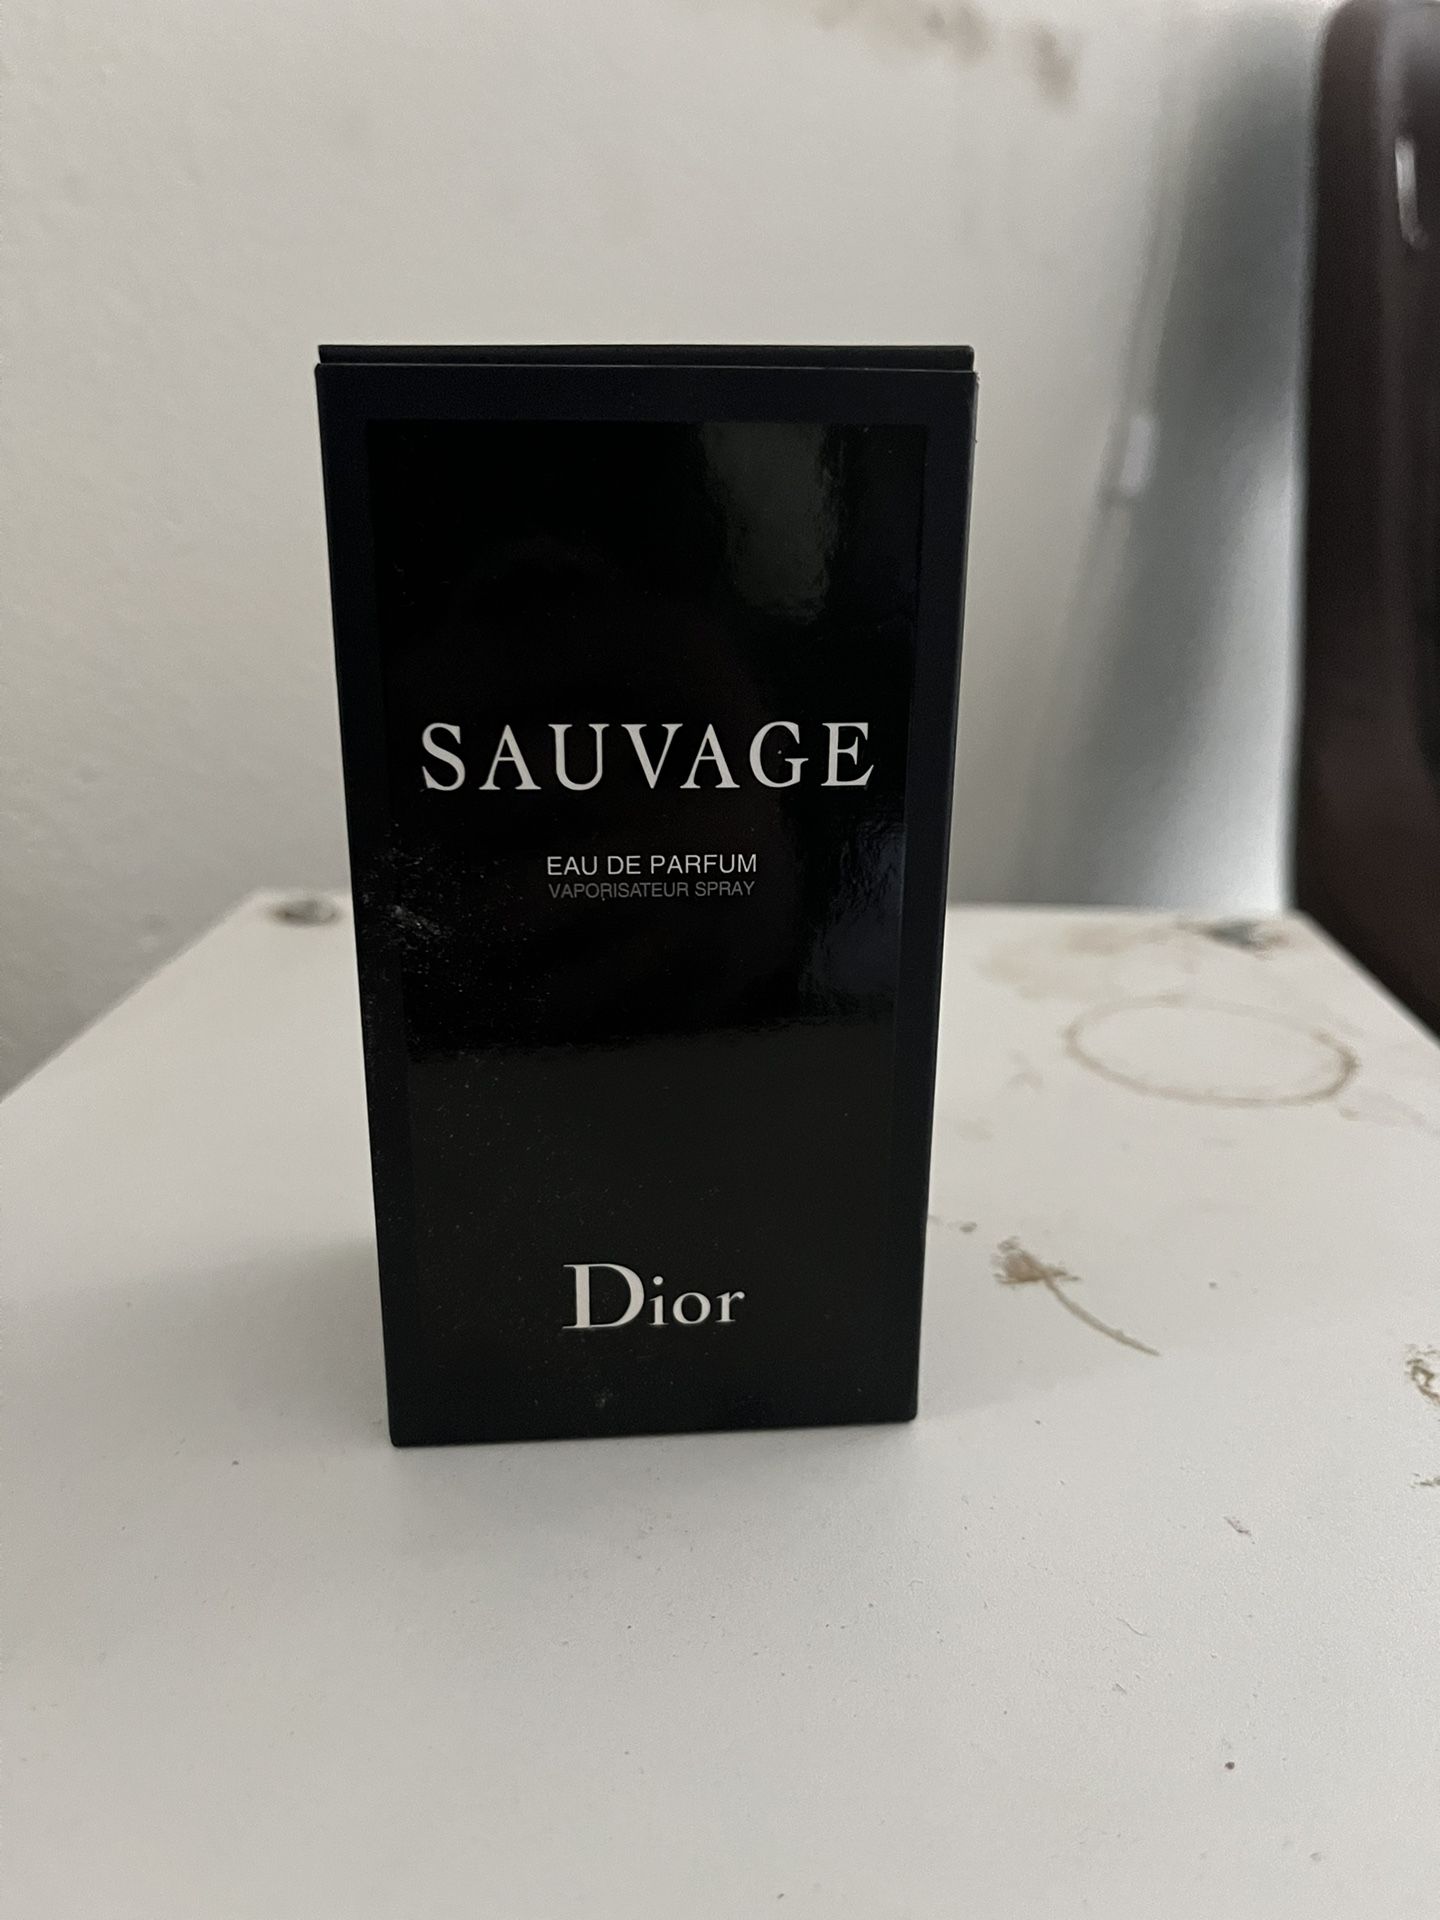 SAUVAGE
EAU DE PARFUM
VAPORISATEUR SPRAY
Dior